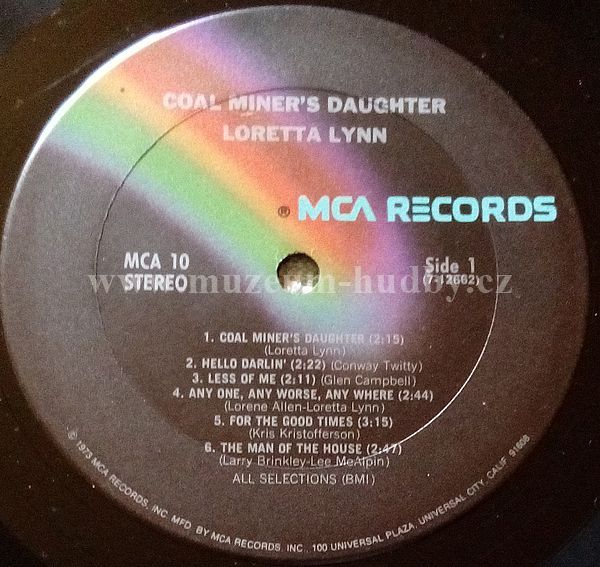 COAL MINER'S DAUGHTER
LORETTA LYNN
® MCA RECORDS
MCA 10
STEREO
Side 1
(7-12662)
www.muzeum-hudby.cz
1. COAL MINER'S DAUGHTER (2:15)
(Loretta Lynn)
2. HELLO DARLIN' (2:22) (Conway Twitty)
3. LESS OF ME (2:11) (Glen Campbell)
4. ANY ONE, ANY WORSE, ANY WHERE (2:44)
(Lorene Allen-Loretta Lynn)
5. FOR THE GOOD TIMES (3:15)
(Kris Kristofferson)
6. THE MAN OF THE HOUSE (2:47)
(Larry Brinkley-Lee McAlpin)
ALL SELECTIONS (BMI)
℗ 1973 MCA RECORDS, INC. MFD. BY MCA RECORDS, INC., 100 UNIVERSAL PLAZA, UNIVERSAL CITY, CALIF. 91608